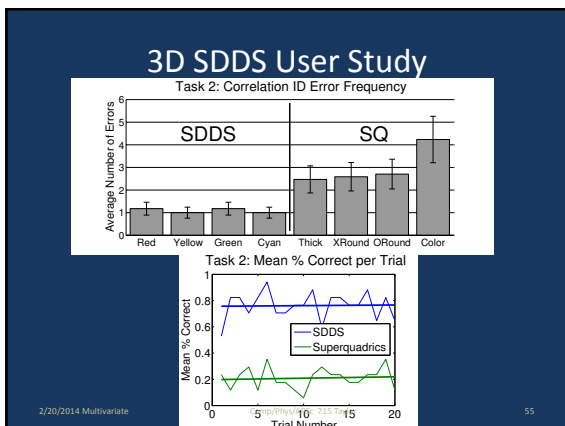 3D SDDS User Study
Task 2: Correlation ID Error Frequency
Average Number of Errors
6
5
4
3
2
1
0
SDDS
SQ
Red Yellow Green Cyan Thick XRound ORound Color
Task 2: Mean % Correct per Trial
Mean % Correct
1
0.8
0.6
0.4
0.2
0
SDDS
Superquadrics
0 5 10 15 20
Trial Number
2/20/2014 Multivariate
Comp/Phys/ 715
55